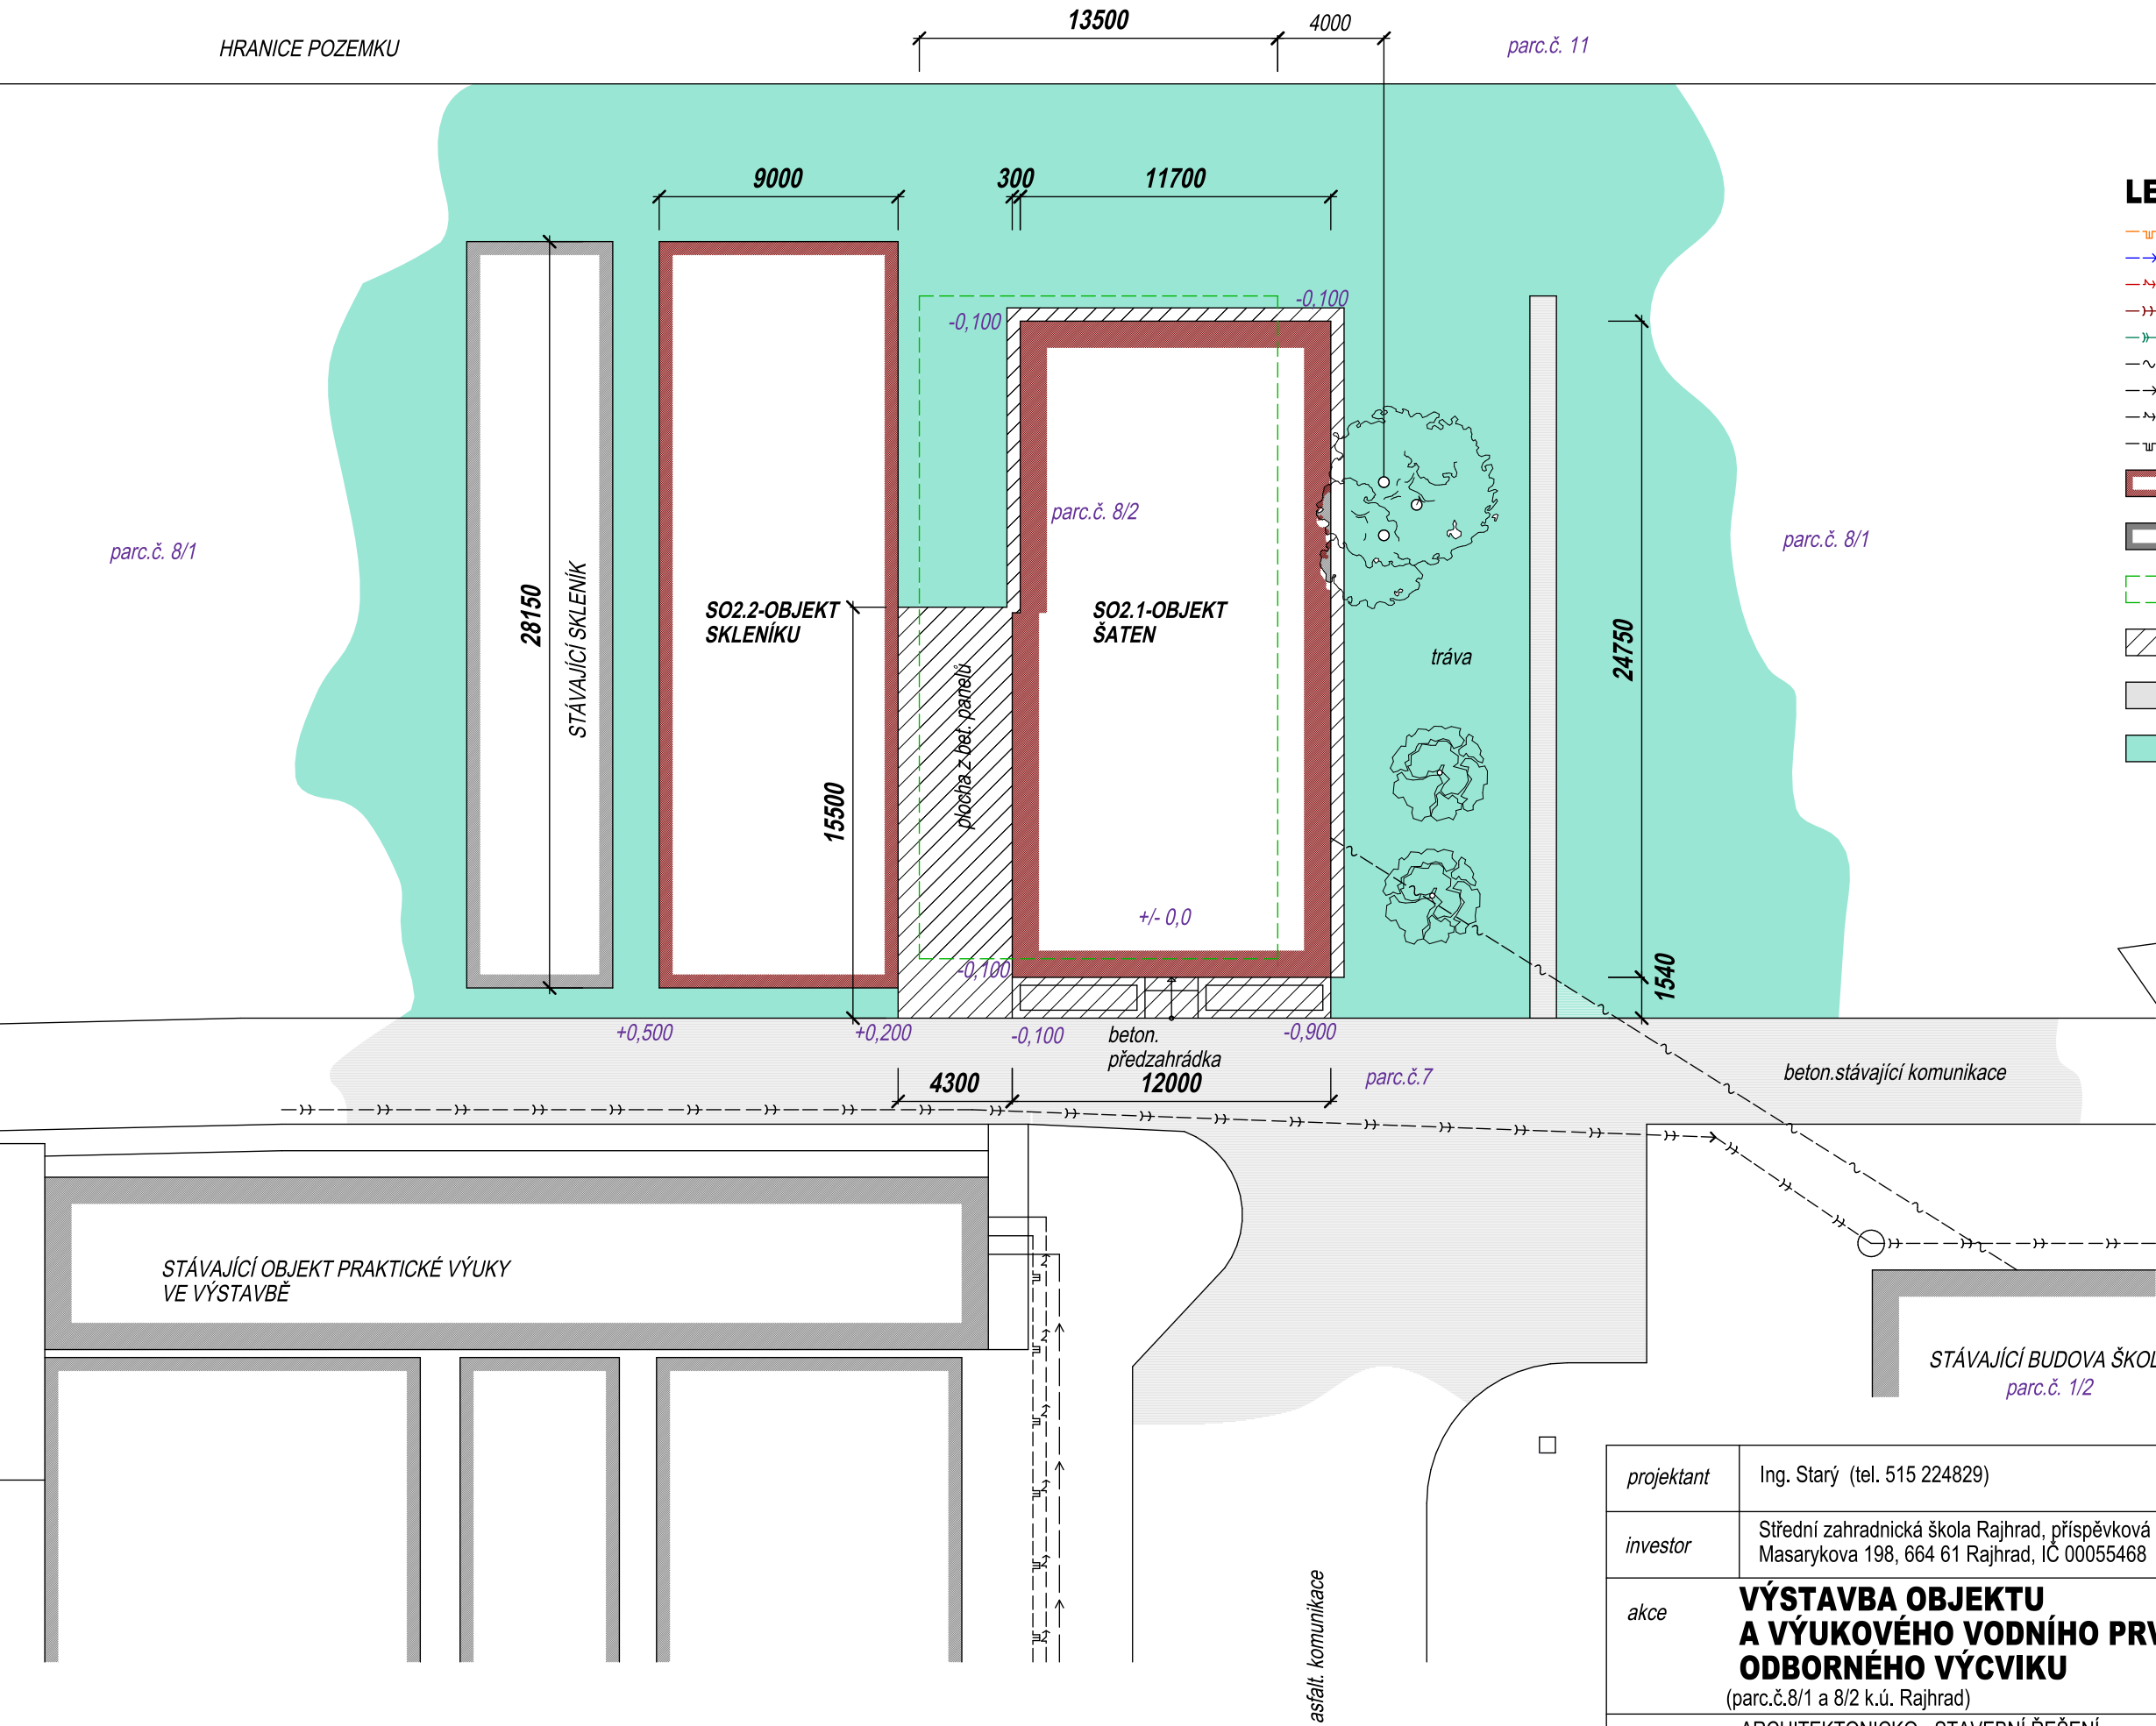 13500
4000
HRANICE POZEMKU
parc.č. 11
9000
300
11700
-0,100
-0,100
parc.č. 8/2
parc.č. 8/1
parc.č. 8/1
28150
STÁVAJÍCÍ SKLENÍK
SO2.2-OBJEKT
SKLENÍKU
SO2.1-OBJEKT
ŠATEN
tráva
24750
plocha z bet. panelů
15500
+/- 0,0
-0,100
1540
+0,500
+0,200
-0,100
beton.
předzahrádka
-0,900
4300
12000
parc.č.7
beton.stávající komunikace
STÁVAJÍCÍ OBJEKT PRAKTICKÉ VÝUKY
VE VÝSTAVBĚ
STÁVAJÍCÍ BUDOVA ŠKOL
parc.č. 1/2
asfalt. komunikace
projektant
Ing. Starý (tel. 515 224829)
investor
Střední zahradnická škola Rajhrad, příspěvková
Masarykova 198, 664 61 Rajhrad, IČ 00055468
akce
VÝSTAVBA OBJEKTU
A VÝUKOVÉHO VODNÍHO PRV
ODBORNÉHO VÝCVIKU
(parc.č.8/1 a 8/2 k.ú. Rajhrad)
ARCHITEKTONICKO - STAVEBNÍ ŘEŠENÍ
LE